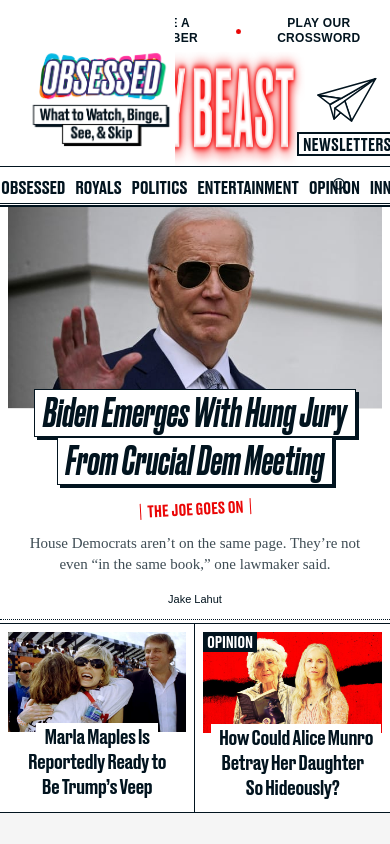 E A
BER
PLAY OUR
CROSSWORD
OBSESSED
What to Watch, Binge,
See, & Skip
Y BEAST
NEWSLETTERS
OBSESSED ROYALS POLITICS ENTERTAINMENT OPINION INN
Biden Emerges With Hung Jury
From Crucial Dem Meeting
THE JOE GOES ON
House Democrats aren’t on the same page. They’re not
even “in the same book,” one lawmaker said.
Jake Lahut
Marla Maples Is
Reportedly Ready to
Be Trump’s Veep
OPINION
How Could Alice Munro
Betray Her Daughter
So Hideously?